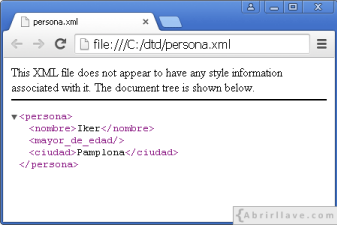 persona.xml
file:///C:/dtd/persona.xml
This XML file does not appear to have any style information
associated with it. The document tree is shown below.
▼<persona>
<nombre>Iker</nombre>
<mayor_de_edad/>
<ciudad>Pamplona</ciudad>
</persona>
{Abrirllave.com